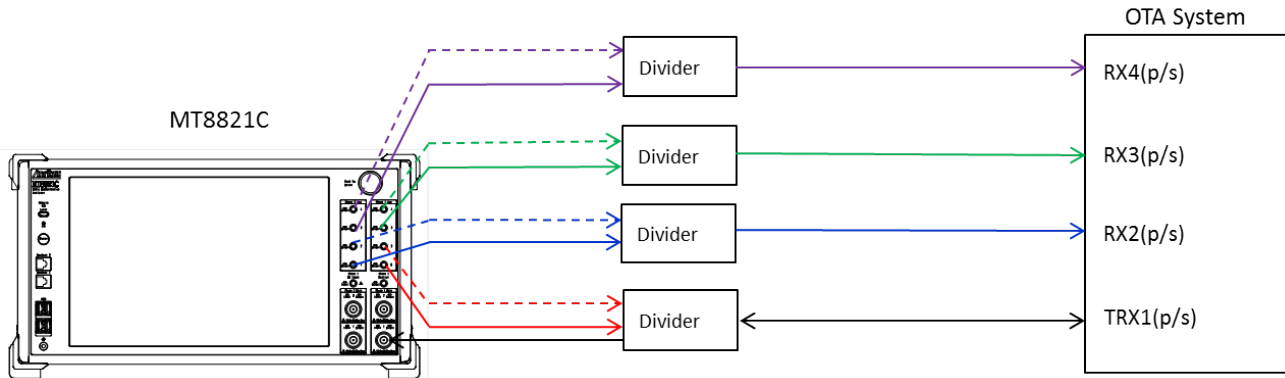 OTA System
Divider
RX4(p/s)
MT8821C
Divider
RX3(p/s)
Divider
RX2(p/s)
Divider
TRX1(p/s)